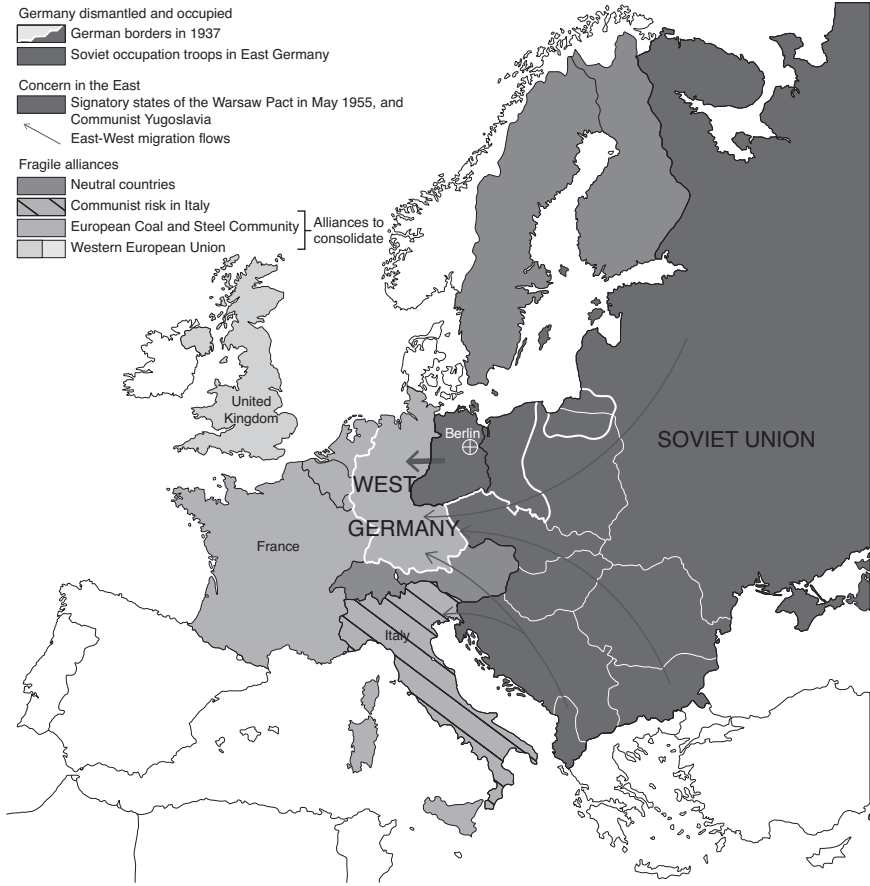 Germany dismantled and occupied
German borders in 1937
Soviet occupation troops in East Germany
Concern in the East
Signatory states of the Warsaw Pact in May 1955, and
Communist Yugoslavia
East-West migration flows
Fragile alliances
Neutral countries
Communist risk in Italy
European Coal and Steel Community
Western European Union
Alliances to
consolidate
United
Kingdom
Berlin
SOVIET UNION
WEST
GERMANY
France
Italy